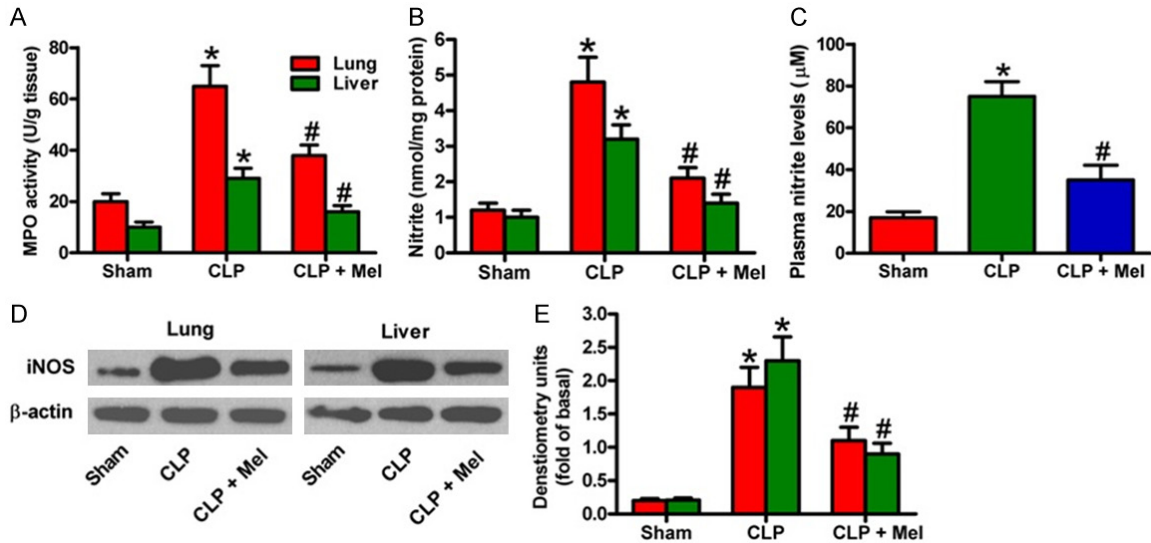 A
MPO activity (U/g tissue)
80
60
40
20
0
*
*
#
#
Lung
Liver
Sham
CLP
CLP + Mel
B
Nitrite (nmol/mg protein)
6
5
4
3
2
1
0
*
*
#
#
Sham
CLP
CLP + Mel
C
Plasma nitrite levels ( μM)
100
80
60
40
20
0
*
#
Sham
CLP
CLP + Mel
D
Lung
Liver
iNOS
β-actin
Sham
CLP
CLP + Mel
Sham
CLP
CLP + Mel
E
Denstiometry units
(fold of basal)
3.0
2.5
2.0
1.5
1.0
0.5
0.0
*
*
#
#
Sham
CLP
CLP + Mel